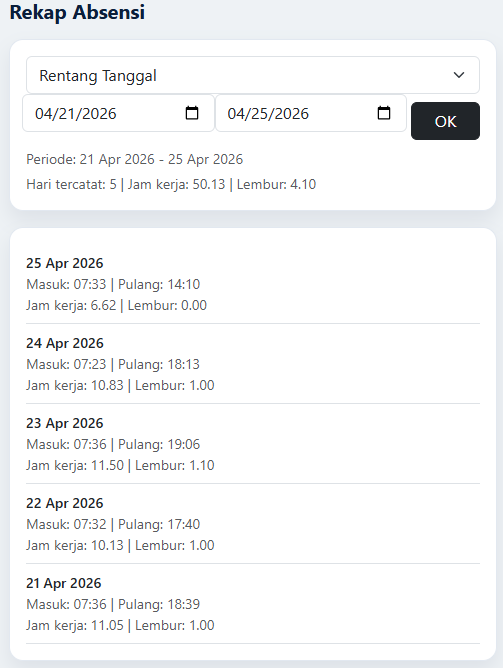 Rekap Absensi
Rentang Tanggal
04/21/2026 04/25/2026 OK
Periode: 21 Apr 2026 - 25 Apr 2026
Hari tercatat: 5 | Jam kerja: 50.13 | Lembur: 4.10
25 Apr 2026
Masuk: 07:33 | Pulang: 14:10
Jam kerja: 6.62 | Lembur: 0.00
24 Apr 2026
Masuk: 07:23 | Pulang: 18:13
Jam kerja: 10.83 | Lembur: 1.00
23 Apr 2026
Masuk: 07:36 | Pulang: 19:06
Jam kerja: 11.50 | Lembur: 1.10
22 Apr 2026
Masuk: 07:32 | Pulang: 17:40
Jam kerja: 10.13 | Lembur: 1.00
21 Apr 2026
Masuk: 07:36 | Pulang: 18:39
Jam kerja: 11.05 | Lembur: 1.00